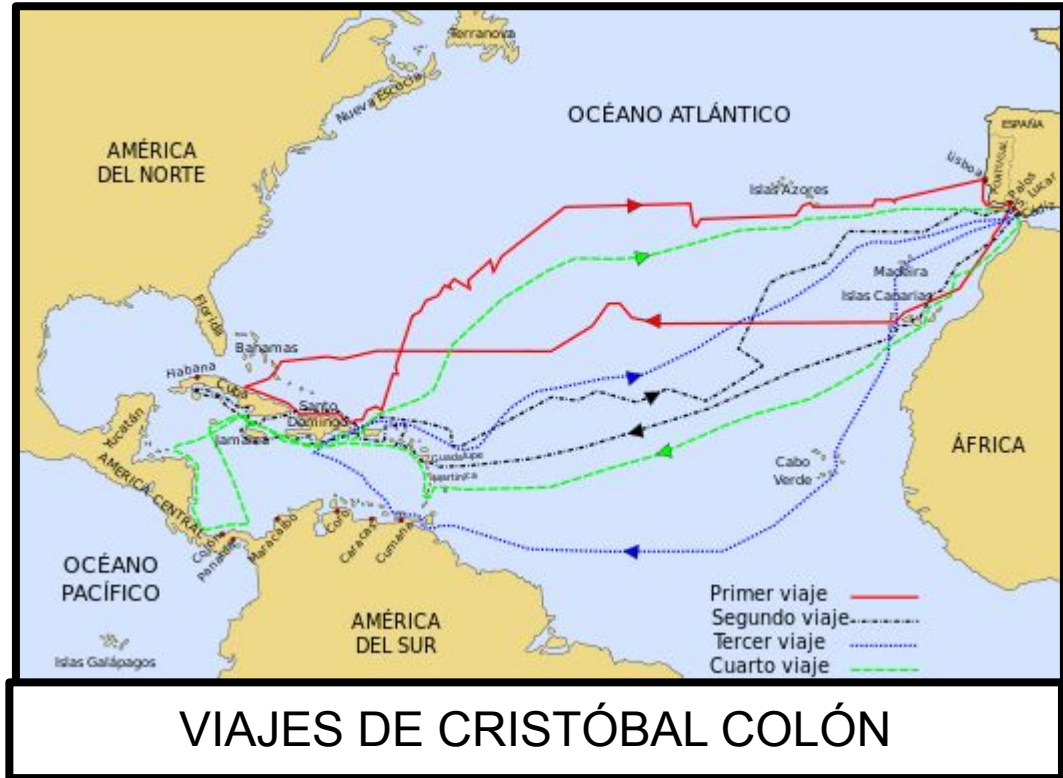 Terranova
Nueva Escocia
OCÉANO ATLÁNTICO
ESPAÑA
PORTUGAL
AMÉRICA
DEL NORTE
lisboa
Palos
S. Lucar
Cádiz
Islas Azores
Madeira
Islas Canarias
Florida
Bahamas
Habana
Cuba
Santo
Domingo
Jamaica
Yucatán
Guadalupe
Martinica
AMÉRICA CENTRAL
Cabo
Verde
ÁFRICA
Colón
Panamá
Maracaibo
Coro
Caracas
Cumaná
OCÉANO
PACÍFICO
AMÉRICA
DEL SUR
Islas Galápagos
Primer viaje
Segundo viaje
Tercer viaje
Cuarto viaje
VIAJES DE CRISTÓBAL COLÓN